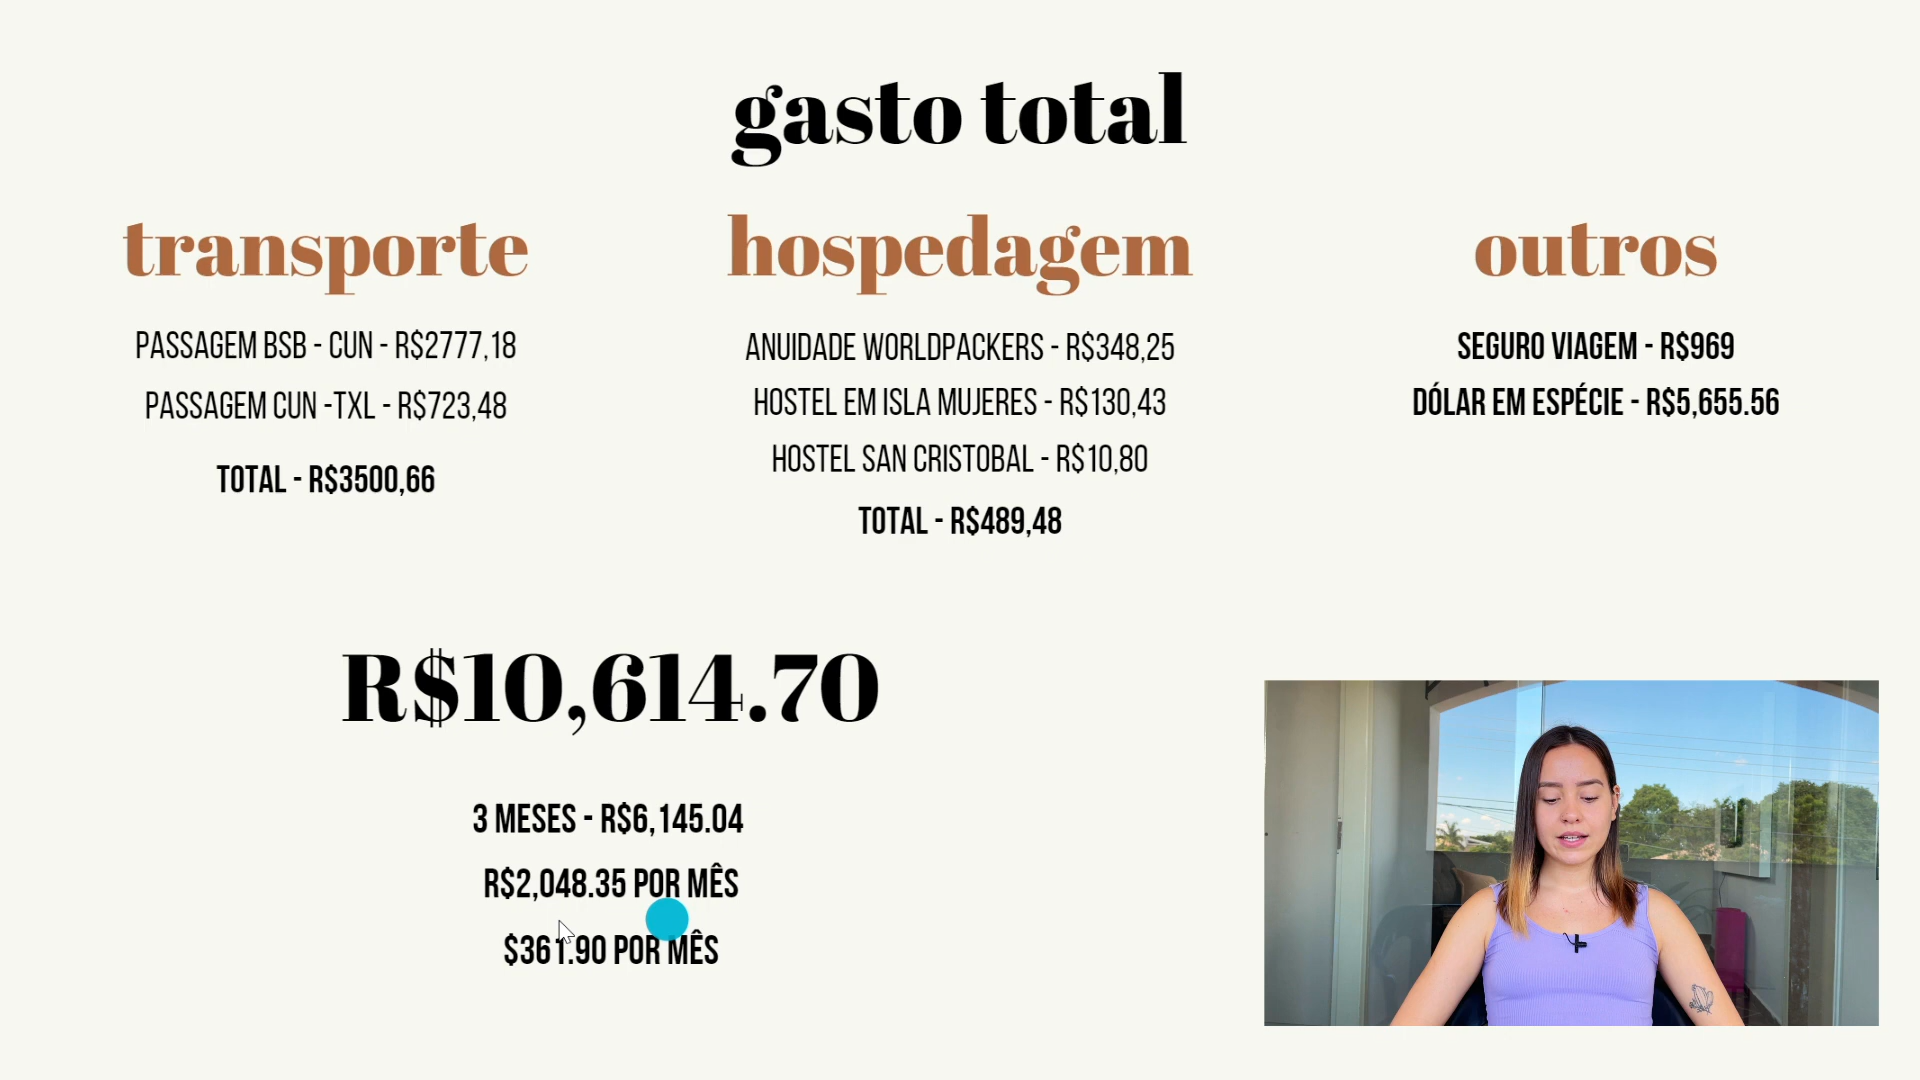 gasto total
transporte
PASSAGEM BSB - CUN - R$2777,18
PASSAGEM CUN -TXL - R$723,48
TOTAL - R$3500,66
hospedagem
ANUIDADE WORLDPACKERS - R$348,25
HOSTEL EM ISLA MUJERES - R$130,43
HOSTEL SAN CRISTOBAL - R$10,80
TOTAL - R$489,48
outros
SEGURO VIAGEM - R$969
DÓLAR EM ESPÉCIE - R$5,655.56
R$10,614.70
3 MESES - R$6,145.04
R$2,048.35 POR MÊS
$361.90 POR MÊS